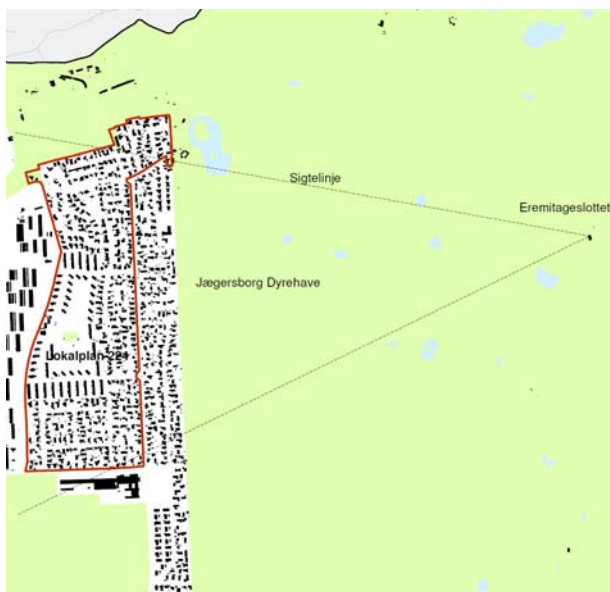 Sigtelinje
Eremitageslottet
Jægersborg Dyrehave
Lokalplan 224